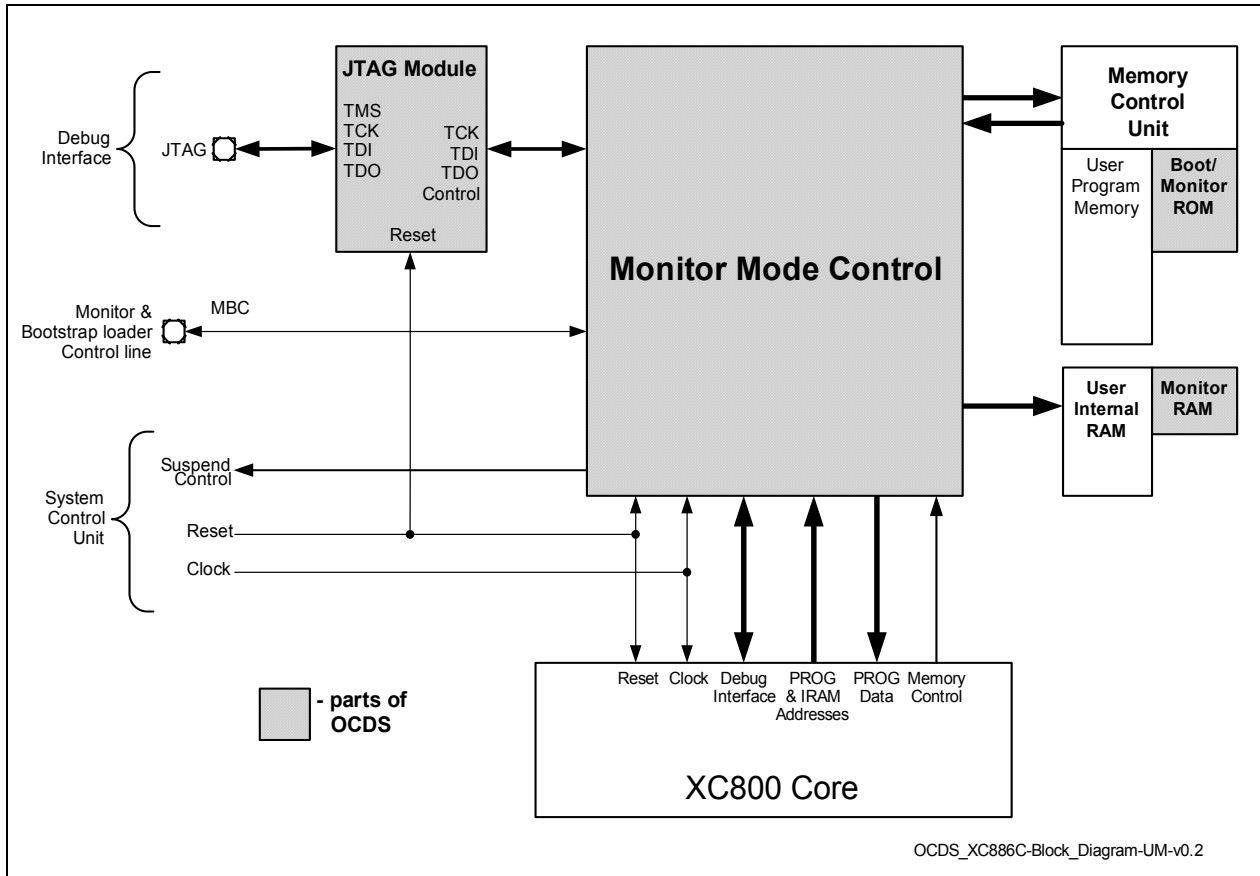 JTAG Module
TMS
TCK
TDI
TDO
TCK
TDI
TDO
Control
Reset
Debug
Interface
JTAG
Monitor Mode Control
Memory
Control
Unit
User
Program
Memory
Boot/
Monitor
ROM
Monitor &
Bootstrap loader
Control line
MBC
User
Internal
RAM
Monitor
RAM
System
Control
Unit
Suspend
Control
Reset
Clock
Reset
Clock
Debug
Interface
PROG
& IRAM
Addresses
PROG
Data
Memory
Control
XC800 Core
- parts of
OCDS
OCDS_XC886C-Block_Diagram-UM-v0.2